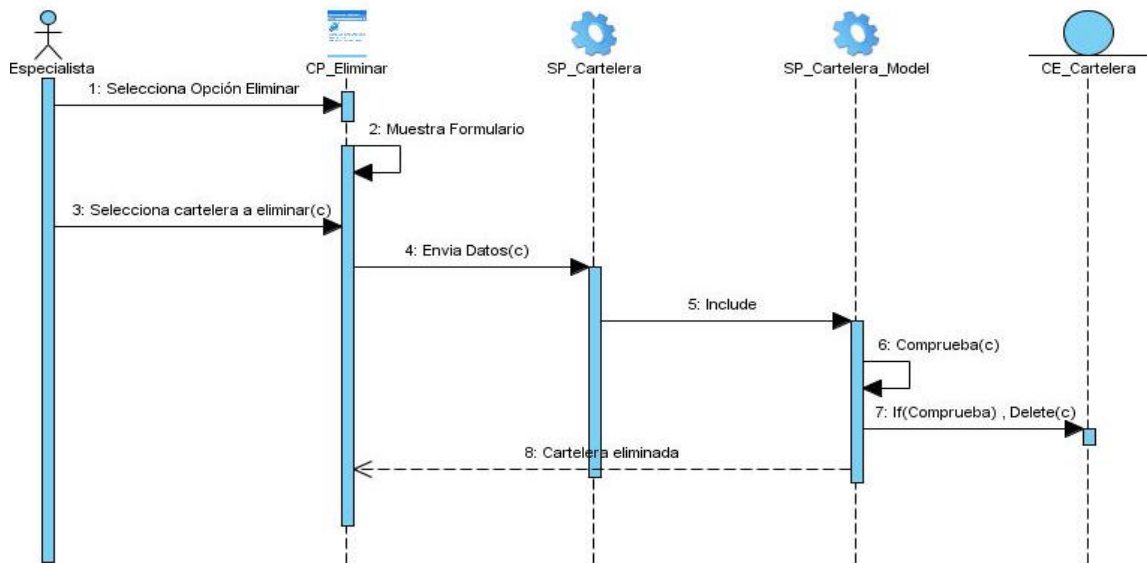 Especialista
CP_Eliminar
SP_Cartelera
SP_Cartelera_Model
CE_Cartelera
1: Selecciona Opción Eliminar
2: Muestra Formulario
3: Selecciona cartelera a eliminar(c)
4: Envia Datos(c)
5: Include
6: Comprueba(c)
7: If(Comprueba) , Delete(c)
8: Cartelera eliminada